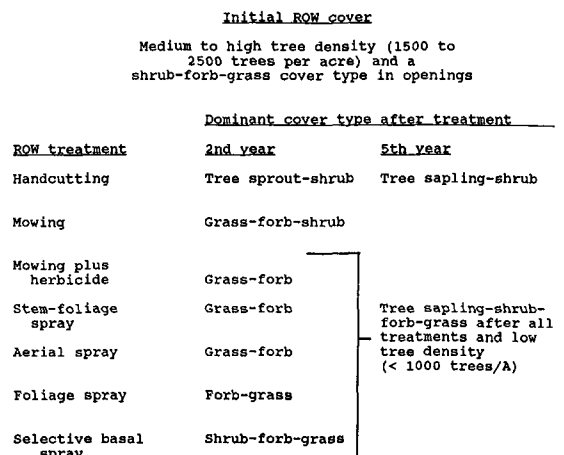 Initial ROW cover
Medium to high tree density (1500 to
2500 trees per acre) and a
shrub-forb-grass cover type in openings
Dominant cover type after treatment
ROW treatment 2nd year 5th year
Handcutting Tree sprout-shrub Tree sapling-shrub
Mowing Grass-forb-shrub
Mowing plus
herbicide Grass-forb
Stem-foliage Grass-forb Tree sapling-shrub-
spray forb-grass after all
treatments and low
Aerial spray Grass-forb tree density
(< 1000 trees/A)
Foliage spray Forb-grass
Selective basal Shrub-forb-grass
spray